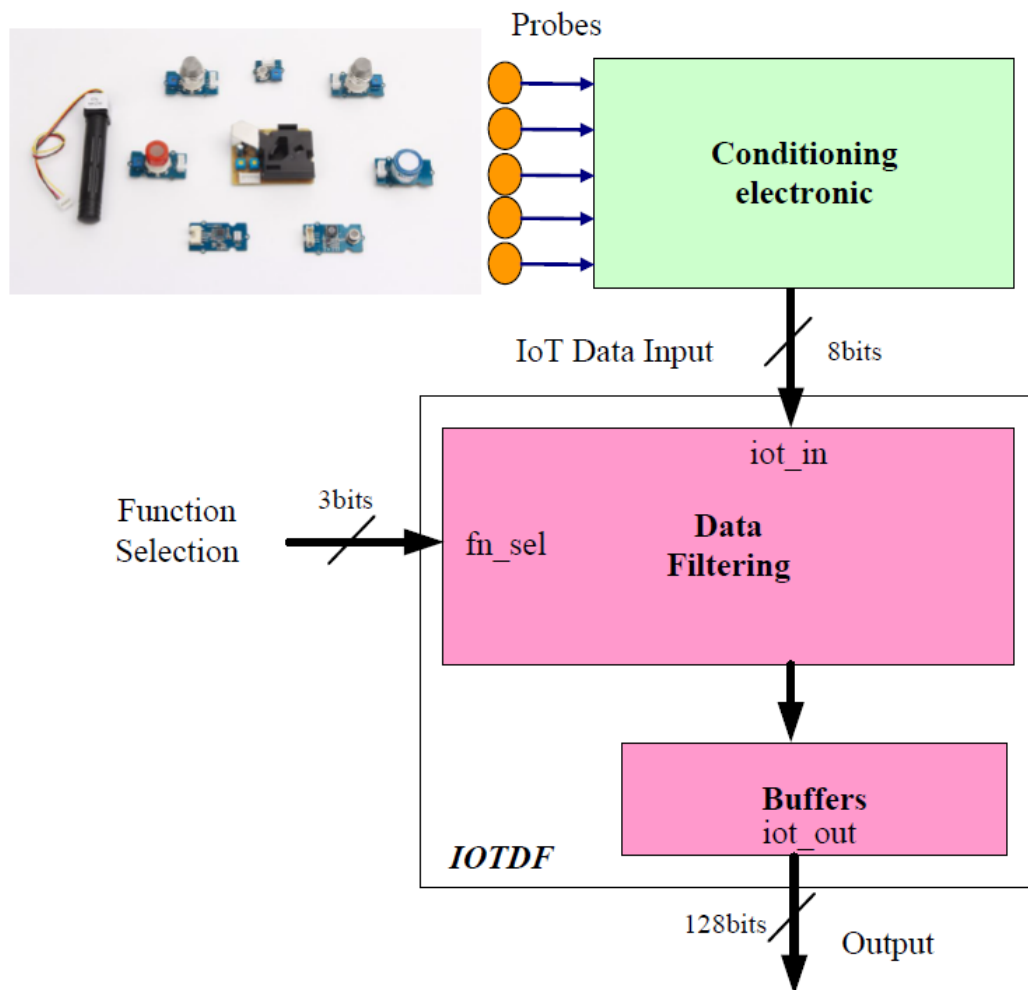 Probes
Conditioning
electronic
IoT Data Input
8bits
iot_in
Function
Selection
3bits
fn_sel
Data
Filtering
Buffers
iot_out
IOTDF
128bits
Output